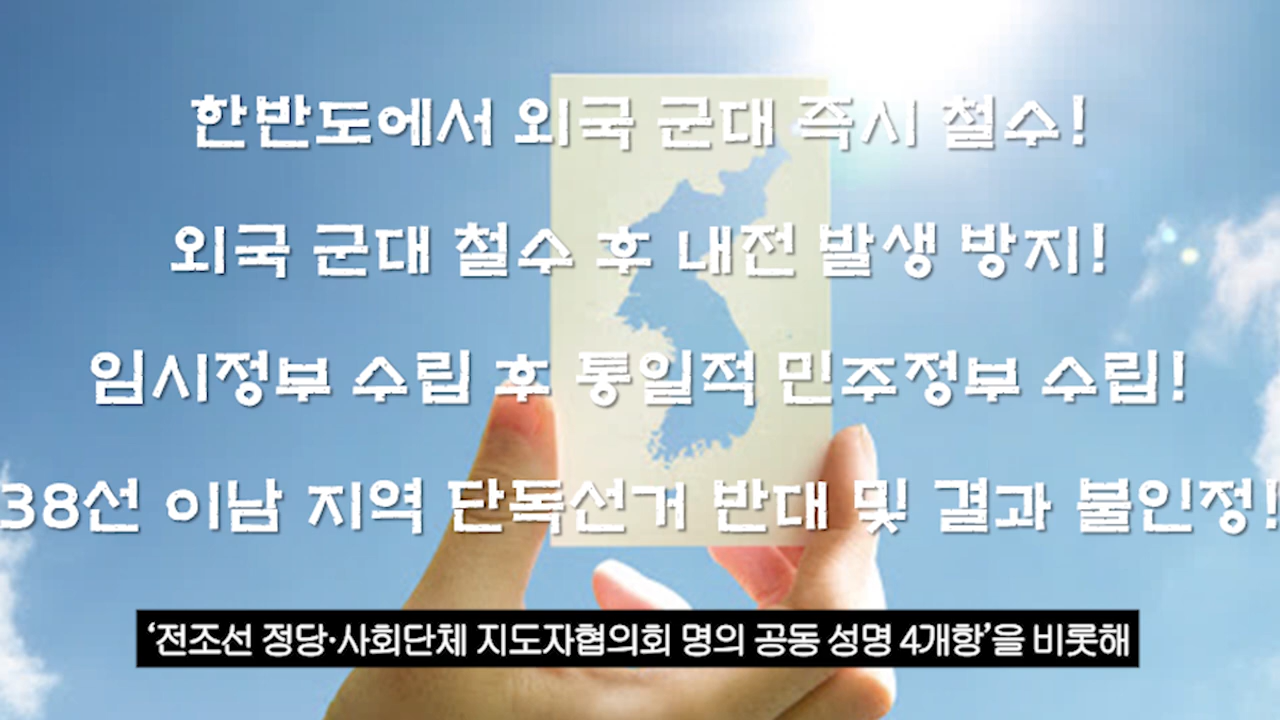 한반도에서 외국 군대 즉시 철수!
외국 군대 철수 후 내전 발생 방지!
임시정부 수립 후 통일적 민주정부 수립!
38선 이남 지역 단독선거 반대 및 결과 불인정!
‘전조선 정당·사회단체 지도자협의회 명의 공동 성명 4개항’을 비롯해